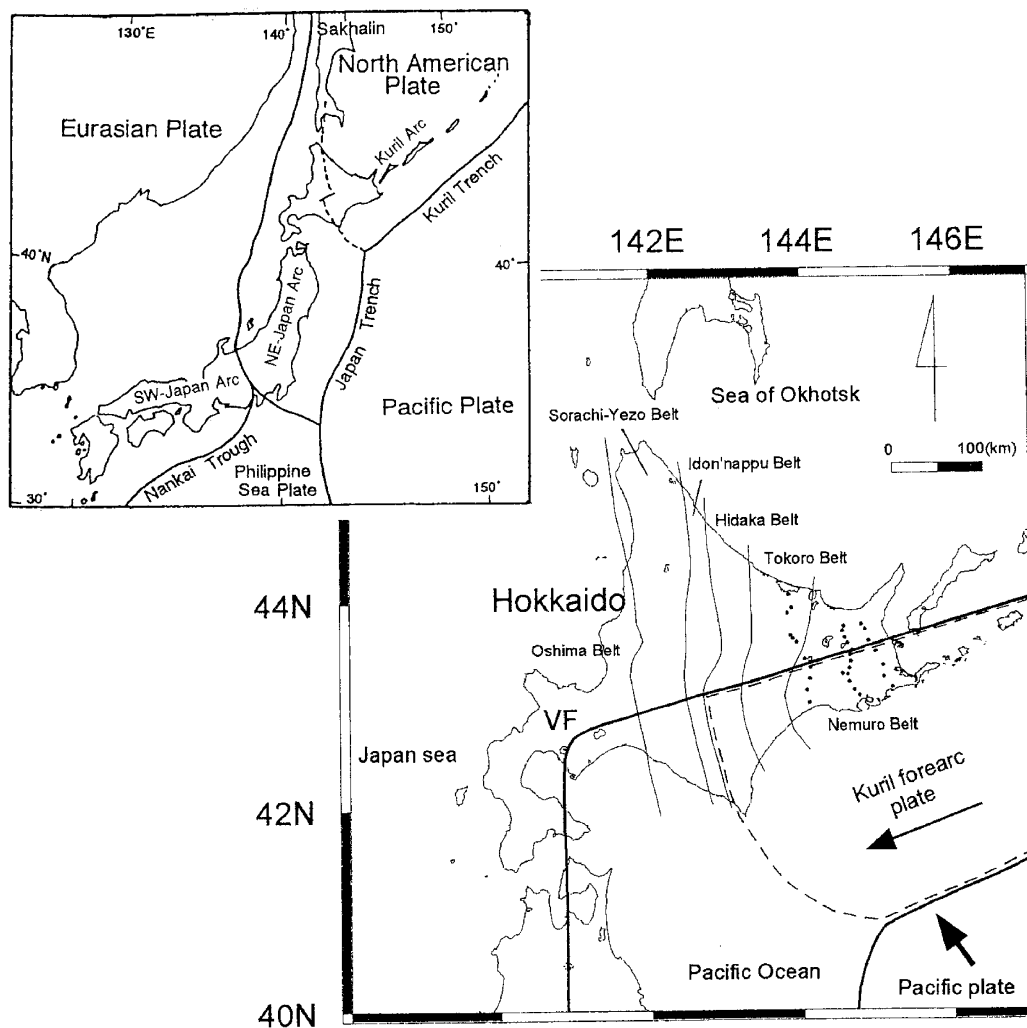 130°E
140°
150°
Sakhalin
North American
Plate
Eurasian Plate
Kuril Arc
Kuril Trench
40°N
40°
NE-Japan Arc
Japan Trench
SW-Japan Arc
Pacific Plate
Nankai Trough
Philippine
Sea Plate
30°
150°
142E
144E
146E
Sea of Okhotsk
Sorachi-Yezo Belt
0 100(km)
Idon'nappu Belt
Hidaka Belt
Tokoro Belt
44N
Hokkaido
Oshima Belt
VF
Nemuro Belt
Japan sea
Kuril forearc
plate
42N
Pacific Ocean
Pacific plate
40N